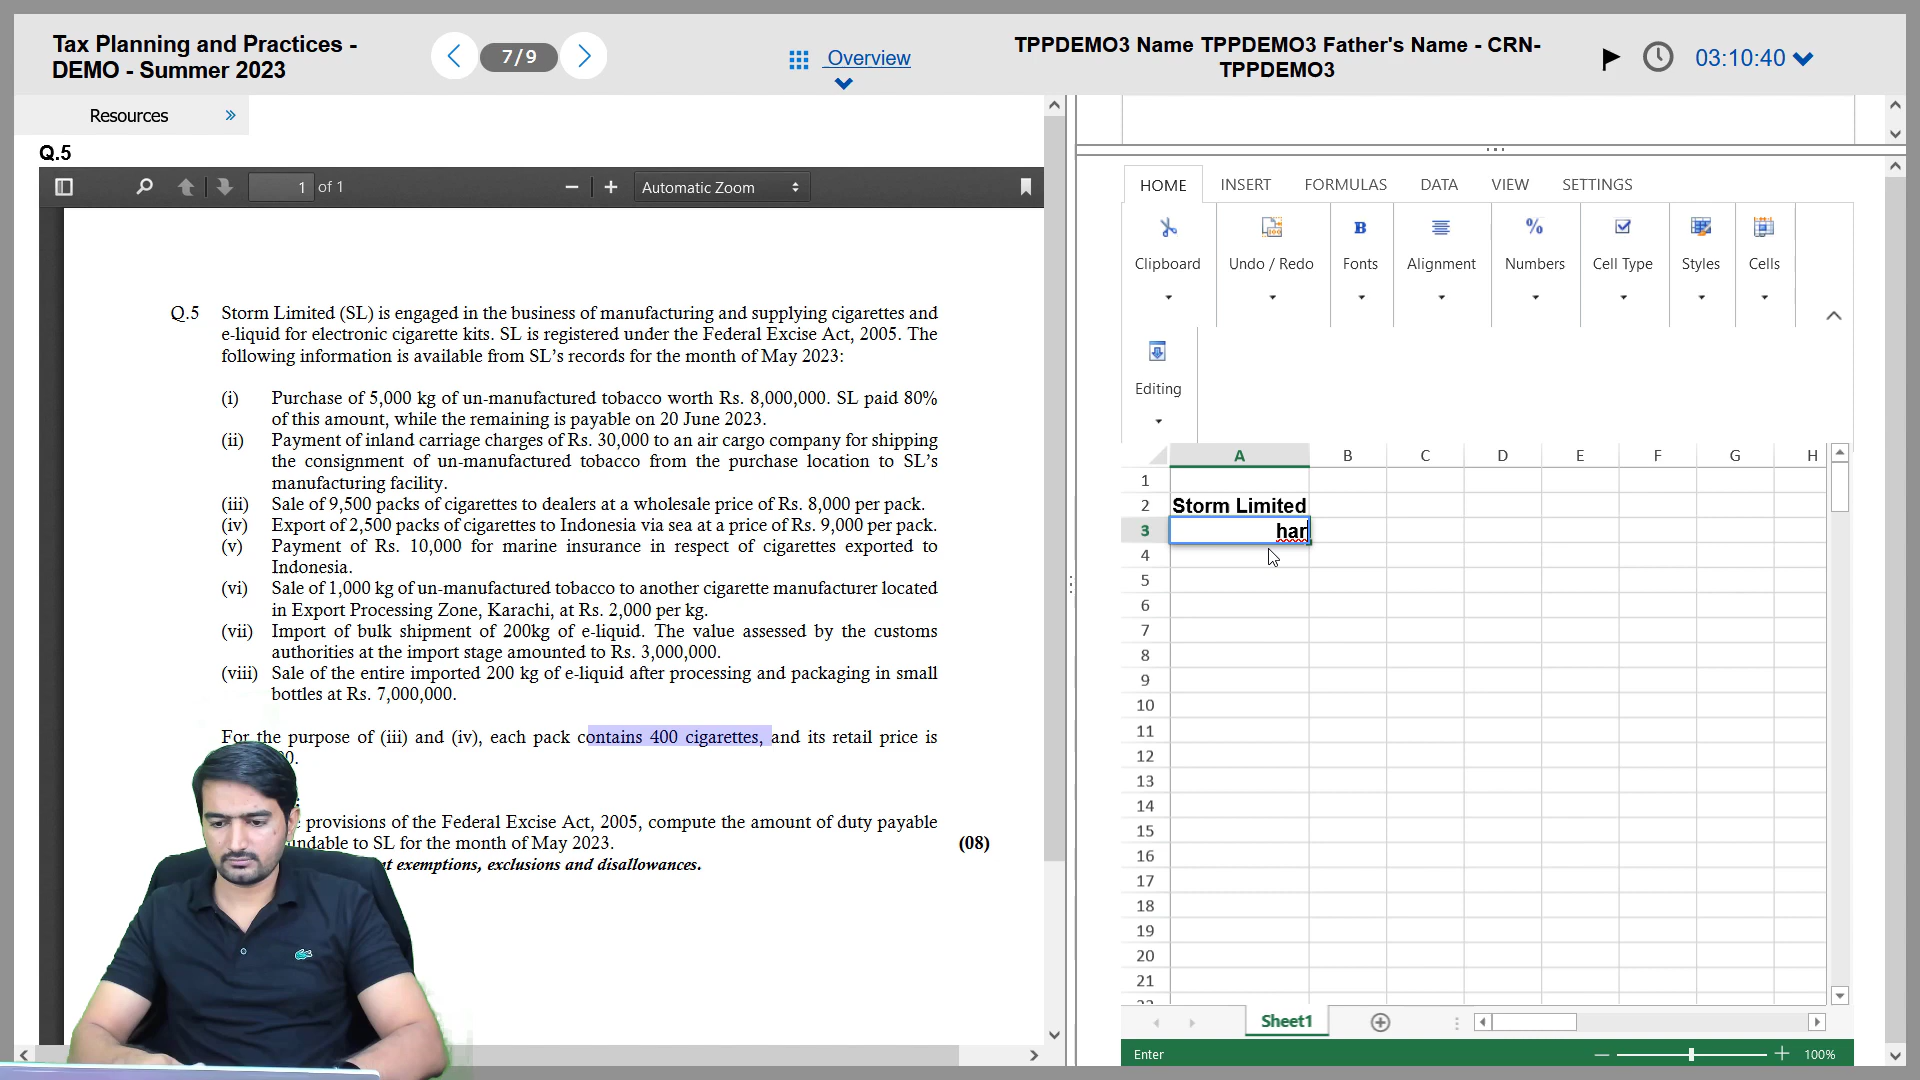 Tax Planning and Practices -
DEMO - Summer 2023
7/9
Overview
TPPDEMO3 Name TPPDEMO3 Father's Name - CRN-
TPPDEMO3
03:10:40
Resources
Q.5
1 of 1
Automatic Zoom
Q.5 Storm Limited (SL) is engaged in the business of manufacturing and supplying cigarettes and
e-liquid for electronic cigarette kits. SL is registered under the Federal Excise Act, 2005. The
following information is available from SL's records for the month of May 2023:
(i) Purchase of 5,000 kg of un-manufactured tobacco worth Rs. 8,000,000. SL paid 80%
of this amount, while the remaining is payable on 20 June 2023.
(ii) Payment of inland carriage charges of Rs. 30,000 to an air cargo company for shipping
the consignment of un-manufactured tobacco from the purchase location to SL's
manufacturing facility.
(iii) Sale of 9,500 packs of cigarettes to dealers at a wholesale price of Rs. 8,000 per pack.
(iv) Export of 2,500 packs of cigarettes to Indonesia via sea at a price of Rs. 9,000 per pack.
(v) Payment of Rs. 10,000 for marine insurance in respect of cigarettes exported to
Indonesia.
(vi) Sale of 1,000 kg of un-manufactured tobacco to another cigarette manufacturer located
in Export Processing Zone, Karachi, at Rs. 2,000 per kg.
(vii) Import of bulk shipment of 200kg of e-liquid. The value assessed by the customs
authorities at the import stage amounted to Rs. 3,000,000.
(viii) Sale of the entire imported 200 kg of e-liquid after processing and packaging in small
bottles at Rs. 7,000,000.
For the purpose of (iii) and (iv), each pack contains 400 cigarettes, and its retail price is
provisions of the Federal Excise Act, 2005, compute the amount of duty payable
to SL for the month of May 2023. (08)
exemptions, exclusions and disallowances.
HOME INSERT FORMULAS DATA VIEW SETTINGS
Clipboard Undo / Redo Fonts Alignment Numbers Cell Type Styles Cells
Editing
A B C D E F G H
1
2 Storm Limited
3 har
4
5
6
7
8
9
10
11
12
13
14
15
16
17
18
19
20
21
Sheet1
Enter 100%